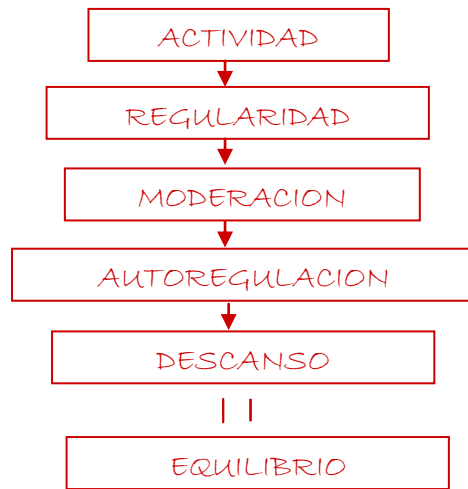 ACTIVIDAD
REGULARIDAD
MODERACION
AUTOREGULACION
DESCANSO
EQUILIBRIO